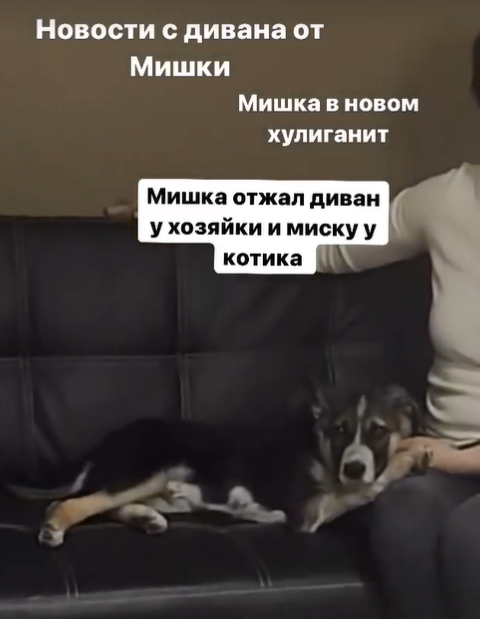 Новости с дивана от
Мишки
Мишка в новом
хулиганит
Мишка отжал диван
у хозяйки и миску у
котика